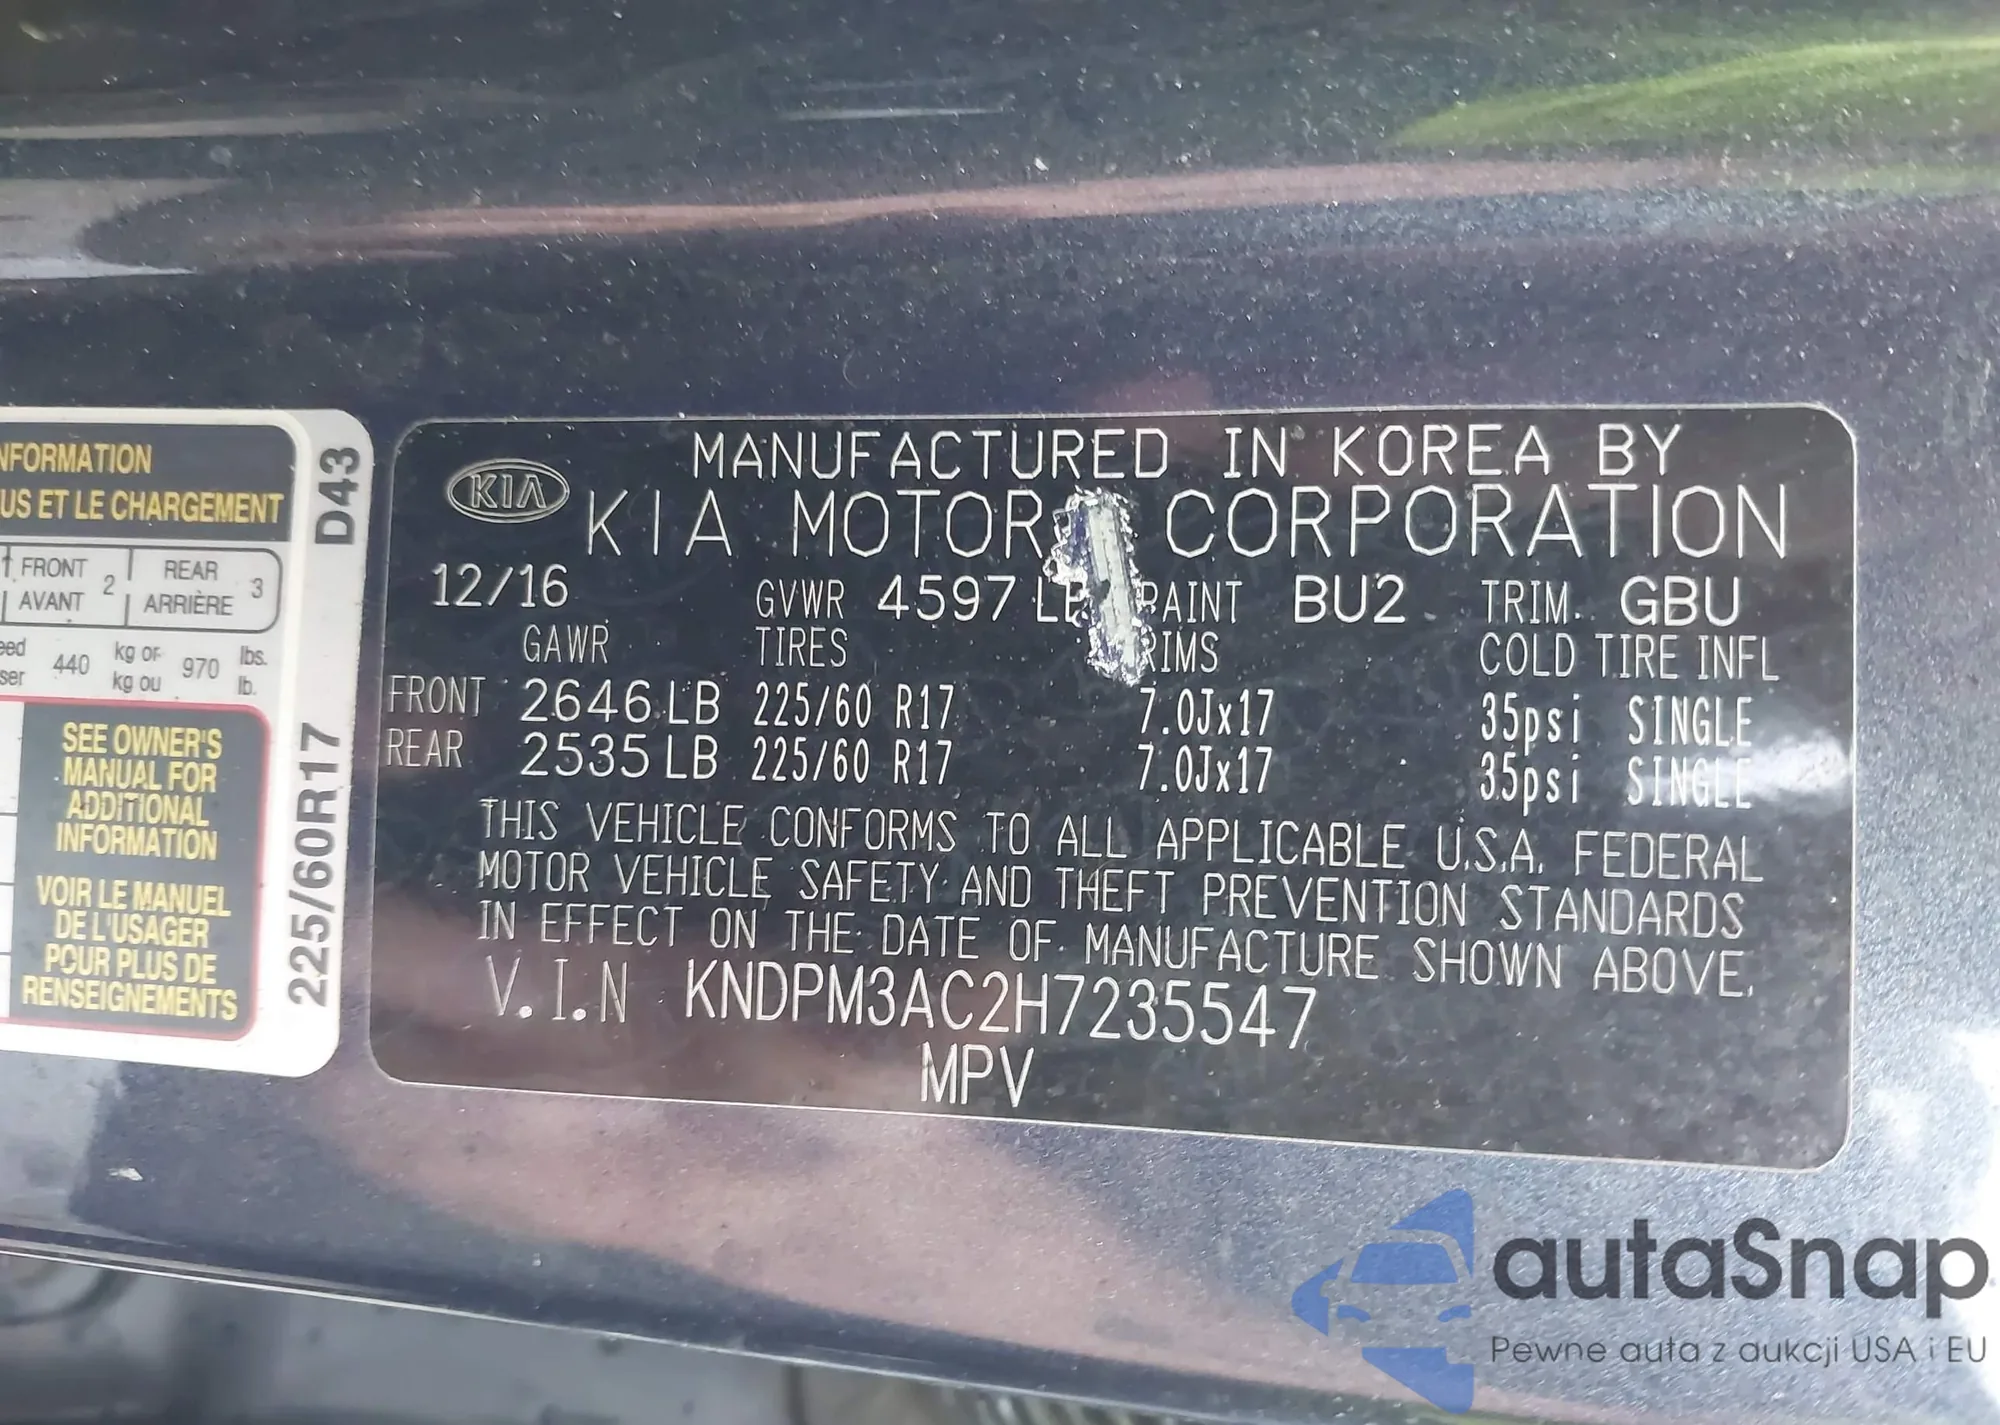 NFORMATION
US ET LE CHARGEMENT
FRONT 2 REAR 3
AVANT ARRIÈRE
440 kg or 970 lbs.
kg ou lb.
SEE OWNER'S
MANUAL FOR
ADDITIONAL
INFORMATION
VOIR LE MANUEL
DE L'USAGER
POUR PLUS DE
RENSEIGNEMENTS
D43
225/60R17
MANUFACTURED IN KOREA BY
KIA
KIA MOTOR CORPORATION
12/16 GVWR 4597 LB PAINT BU2 TRIM. GBU
GAWR TIRES RIMS COLD TIRE INFL
FRONT 2646 LB 225/60 R17 7.0Jx17 35psi SINGLE
REAR 2535 LB 225/60 R17 7.0Jx17 35psi SINGLE
THIS VEHICLE CONFORMS TO ALL APPLICABLE U.S.A. FEDERAL
MOTOR VEHICLE SAFETY AND THEFT PREVENTION STANDARDS
IN EFFECT ON THE DATE OF MANUFACTURE SHOWN ABOVE.
V.I.N KNDPM3AC2H7235547
MPV
autaSnap
Pewne auta z aukcji USA i EU